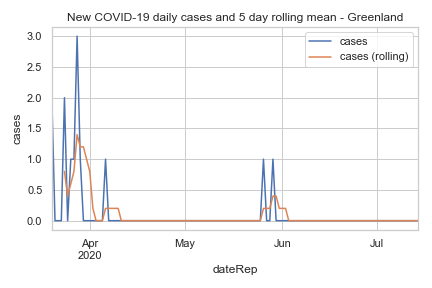 New COVID-19 daily cases and 5 day rolling mean - Greenland
cases
cases (rolling)
3.0
2.5
2.0
1.5
1.0
0.5
0.0
cases
Apr
2020
May
Jun
Jul
dateRep